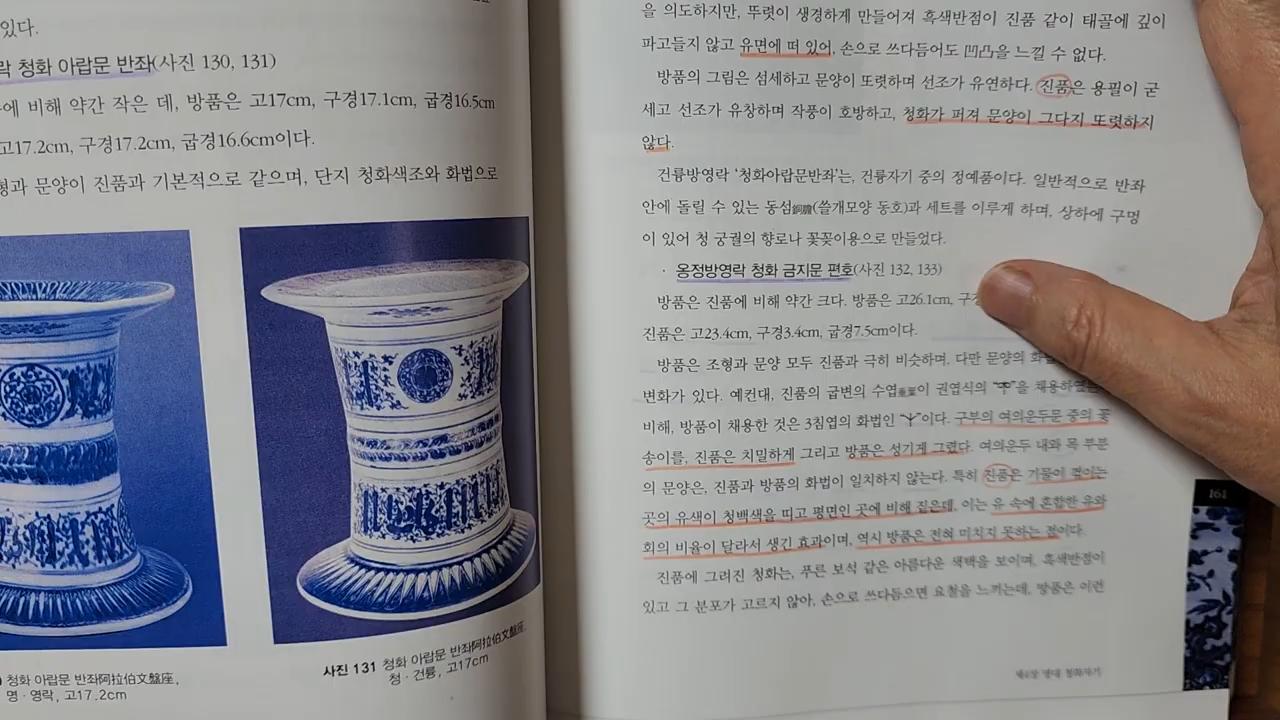 있다.
락 청화 아랍문 반좌(사진 130, 131)
에 비해 약간 작은 데, 방품은 고17cm, 구경17.1cm, 굽경16.5cm
고17.2cm, 구경17.2cm, 굽경16.6cm이다.
형과 문양이 진품과 기본적으로 같으며, 단지 청화색조와 화법으로
청화 아랍문 반좌阿拉伯文盤座,
명·영락, 고17.2cm
사진 131 청화 아랍문 반좌阿拉伯文盤座,
청·건륭, 고17cm
을 의도하지만, 뚜렷이 생경하게 만들어져 흑색반점이 진품 같이 태골에 깊이
파고들지 않고 유면에 떠 있어, 손으로 쓰다듬어도 凹凸을 느낄 수 없다.
방품의 그림은 섬세하고 문양이 또렷하며 선조가 유연하다. 진품은 용필이 굳
세고 선조가 유창하며 작풍이 호방하고, 청화가 퍼져 문양이 그다지 또렷하지
않다.
건륭방영락 ‘청화아랍문반좌’는, 건륭자기 중의 정예품이다. 일반적으로 반좌
안에 돌릴 수 있는 동섬(쓸개모양 동호)과 세트를 이루게 하며, 상하에 구멍
이 있어 청 궁궐의 향로나 꽃꽂이용으로 만들었다.
· 옹정방영락 청화 금지문 편호(사진 132, 133)
방품은 진품에 비해 약간 크다. 방품은 고26.1cm, 구경
진품은 고23.4cm, 구경3.4cm, 굽경7.5cm이다.
방품은 조형과 문양 모두 진품과 극히 비슷하며, 다만 문양의
변화가 있다. 예컨대, 진품의 굽변의 수엽이 권엽식의 “ ”을 채용하였
비해, 방품이 채용한 것은 3침엽의 화법인 “ ”이다. 구부의 여의운두문 중의 꽃
송이를, 진품은 치밀하게 그리고 방품은 성기게 그렸다. 여의운두 내와 목 부분
의 문양은, 진품과 방품의 화법이 일치하지 않는다. 특히 진품은 기물이 꺾이는
곳의 유색이 청백색을 띠고 평면인 곳에 비해 짙은데, 이는 유 속에 혼합한 유와
회의 비율이 달라서 생긴 효과이며, 역시 방품은 전혀 미치지 못하는 점이다.
진품에 그려진 청화는, 푸른 보석 같은 아름다운 색택을 보이며, 흑색반점이
있고 그 분포가 고르지 않아, 손으로 쓰다듬으면 요철을 느끼는데, 방품은 이런
161
제4장 명대 청화자기